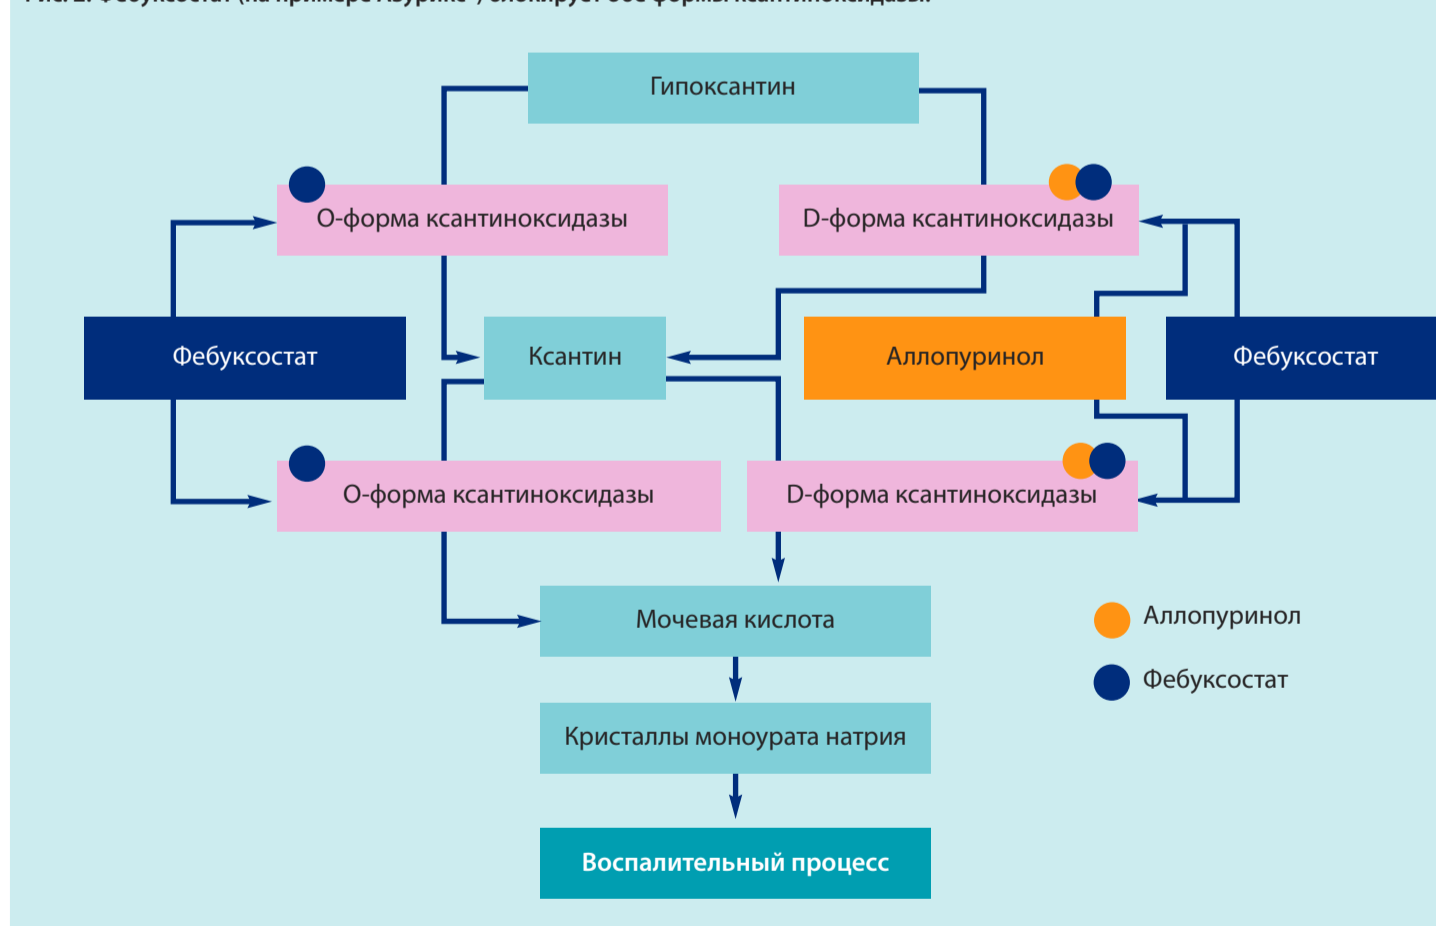 Гипоксантин
О-форма ксантиноксидазы
D-форма ксантиноксидазы
Фебуксостат
Ксантин
Аллопуринол
Фебуксостат
О-форма ксантиноксидазы
D-форма ксантиноксидазы
Мочевая кислота
Аллопуринол
Фебуксостат
Кристаллы моноурата натрия
Воспалительный процесс